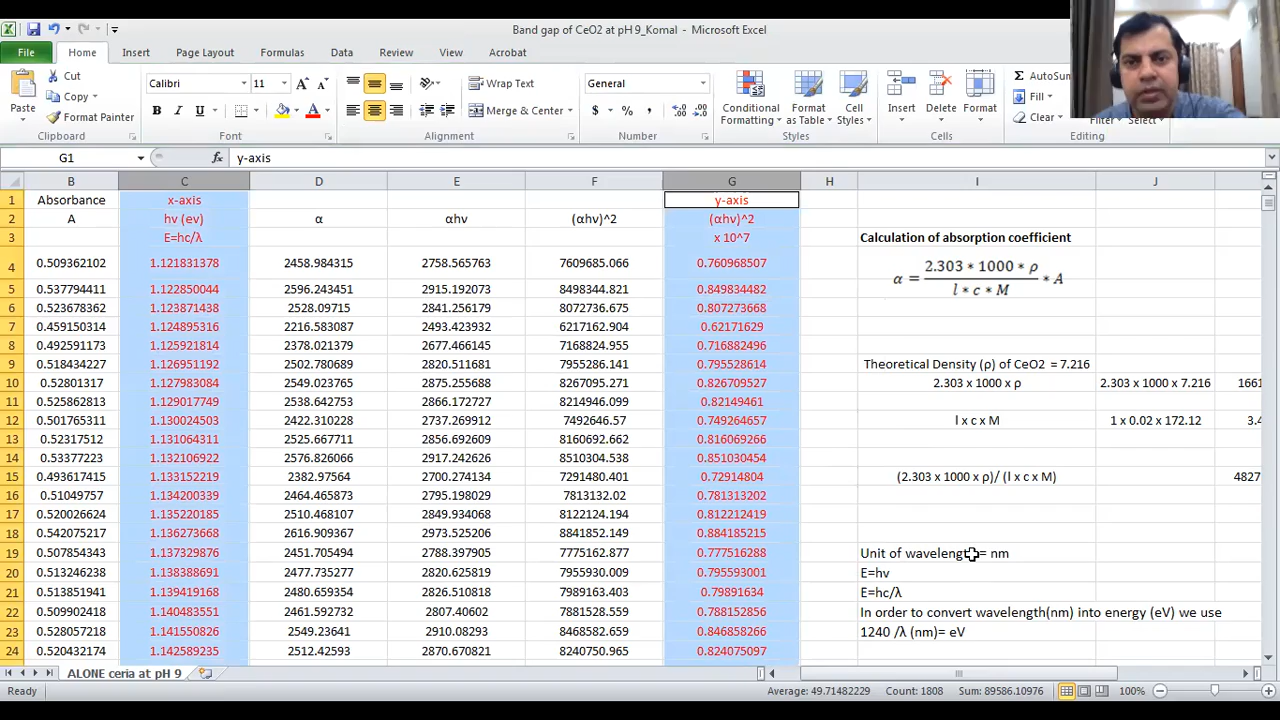 Band gap of CeO2 at pH 9_Komal - Microsoft Excel
File Home Insert Page Layout Formulas Data Review View Acrobat
Paste Cut Copy Format Painter Clipboard
Calibri 11 B I U A Font
Wrap Text Merge & Center Alignment
General $ % , Number
Conditional Formatting Format as Table Cell Styles Styles
Insert Delete Format Cells
AutoSum Fill Clear Filter Select Editing
G1 fx y-axis
B C D E F G H I J
1 Absorbance x-axis y-axis
2 A hv (ev) α αhv (αhv)^2 (αhv)^2
3 E=hc/λ x 10^7 Calculation of absorption coefficient
4 0.509362102 1.121831378 2458.984315 2758.565763 7609685.066 0.760968507 α = 2.303 * 1000 * ρ / l * c * M * A
5 0.537794411 1.122850044 2596.243451 2915.192073 8498344.821 0.849834482
6 0.523678362 1.123871438 2528.09715 2841.256179 8072736.675 0.807273668
7 0.459150314 1.124895316 2216.583087 2493.423932 6217162.904 0.62171629
8 0.492591173 1.125921814 2378.021379 2677.466145 7168824.955 0.716882496
9 0.518434227 1.126951192 2502.780689 2820.511681 7955286.141 0.795528614 Theoretical Density (ρ) of CeO2 = 7.216
10 0.52801317 1.127983084 2549.023765 2875.255688 8267095.271 0.826709527 2.303 x 1000 x ρ 2.303 x 1000 x 7.216 1661
11 0.525862813 1.129017749 2538.642753 2866.172727 8214946.099 0.82149461
12 0.501765311 1.130024503 2422.310228 2737.269912 7492646.57 0.749264657 l x c x M 1 x 0.02 x 172.12 3.4
13 0.52317512 1.131064311 2525.667711 2856.692609 8160692.662 0.816069266
14 0.53377223 1.132106922 2576.826066 2917.242626 8510304.538 0.851030454
15 0.493617415 1.133152219 2382.97564 2700.274134 7291480.401 0.72914804 (2.303 x 1000 x ρ)/ (l x c x M) 4827
16 0.51049757 1.134200339 2464.465873 2795.198029 7813132.02 0.781313202
17 0.520026624 1.135220185 2510.468107 2849.934068 8122124.194 0.812212419
18 0.542075217 1.136273668 2616.909367 2973.525206 8841852.149 0.884185215
19 0.507854343 1.137329876 2451.705494 2788.397905 7775162.877 0.777516288 Unit of wavelength= nm
20 0.513246238 1.138388691 2477.735277 2820.625818 7955930.009 0.795593001 E=hv
21 0.513851941 1.139419168 2480.659354 2826.510818 7989163.403 0.79891634 E=hc/λ
22 0.509902418 1.140483551 2461.592732 2807.40602 7881528.559 0.788152856 In order to convert wavelength(nm) into energy (eV) we use
23 0.528057218 1.141550826 2549.23641 2910.08293 8468582.659 0.846858266 1240 /λ (nm)= eV
24 0.520432174 1.142589235 2512.42593 2870.670821 8240750.965 0.824075097
ALONE ceria at pH 9
Ready Average: 49.71482229 Count: 1808 Sum: 89586.10976 100%